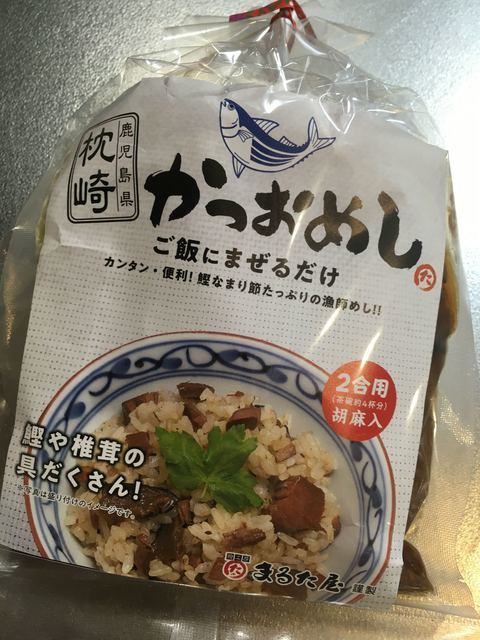 鹿児島県
枕崎
かつおめし
ご飯にまぜるだけ
カンタン・便利!鰹なまり節たっぷりの漁師めし!!
2合用
(茶碗約4杯分)
胡麻入
鰹や椎茸の
具だくさん!
※写真は盛り付けのイメージです。
まるた屋 謹製